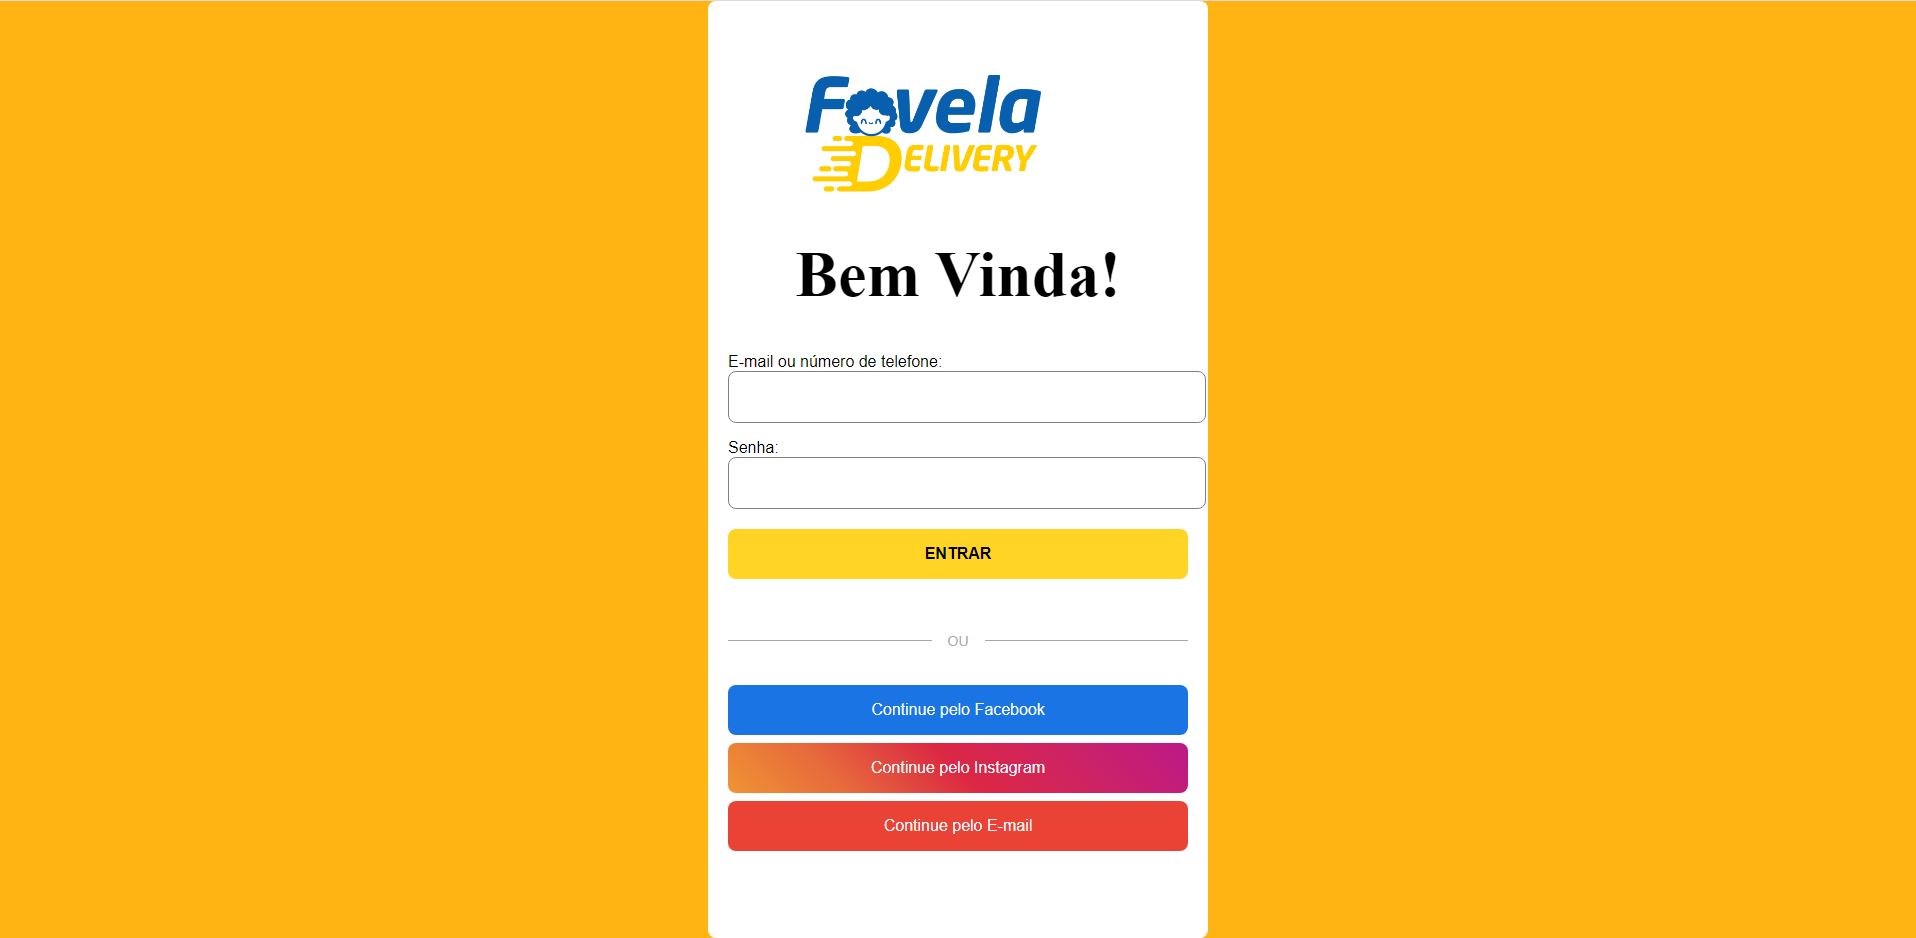 Favela
DELIVERY
Bem Vinda!
E-mail ou número de telefone:
Senha:
ENTRAR
OU
Continue pelo Facebook
Continue pelo Instagram
Continue pelo E-mail